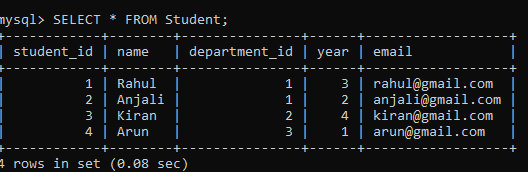 mysql> SELECT * FROM Student;
+------------+--------+---------------+------+------------------+
| student_id | name   | department_id | year | email            |
+------------+--------+---------------+------+------------------+
|          1 | Rahul  |             1 |    3 | rahul@gmail.com  |
|          2 | Anjali |             1 |    2 | anjali@gmail.com |
|          3 | Kiran  |             2 |    4 | kiran@gmail.com  |
|          4 | Arun   |             3 |    1 | arun@gmail.com   |
+------------+--------+---------------+------+------------------+
4 rows in set (0.08 sec)